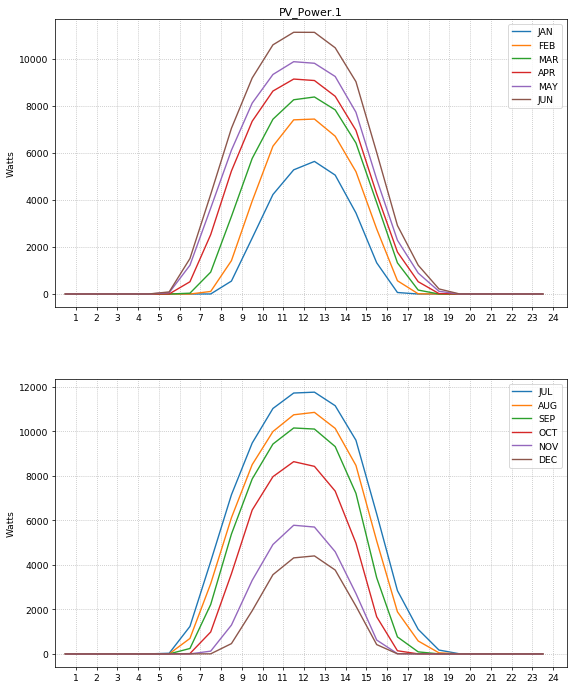 PV_Power.1
JAN
FEB
MAR
APR
MAY
JUN
10000
8000
6000
4000
2000
0
Watts
1 2 3 4 5 6 7 8 9 10 11 12 13 14 15 16 17 18 19 20 21 22 23 24
JUL
AUG
SEP
OCT
NOV
DEC
12000
10000
8000
6000
4000
2000
0
Watts
1 2 3 4 5 6 7 8 9 10 11 12 13 14 15 16 17 18 19 20 21 22 23 24